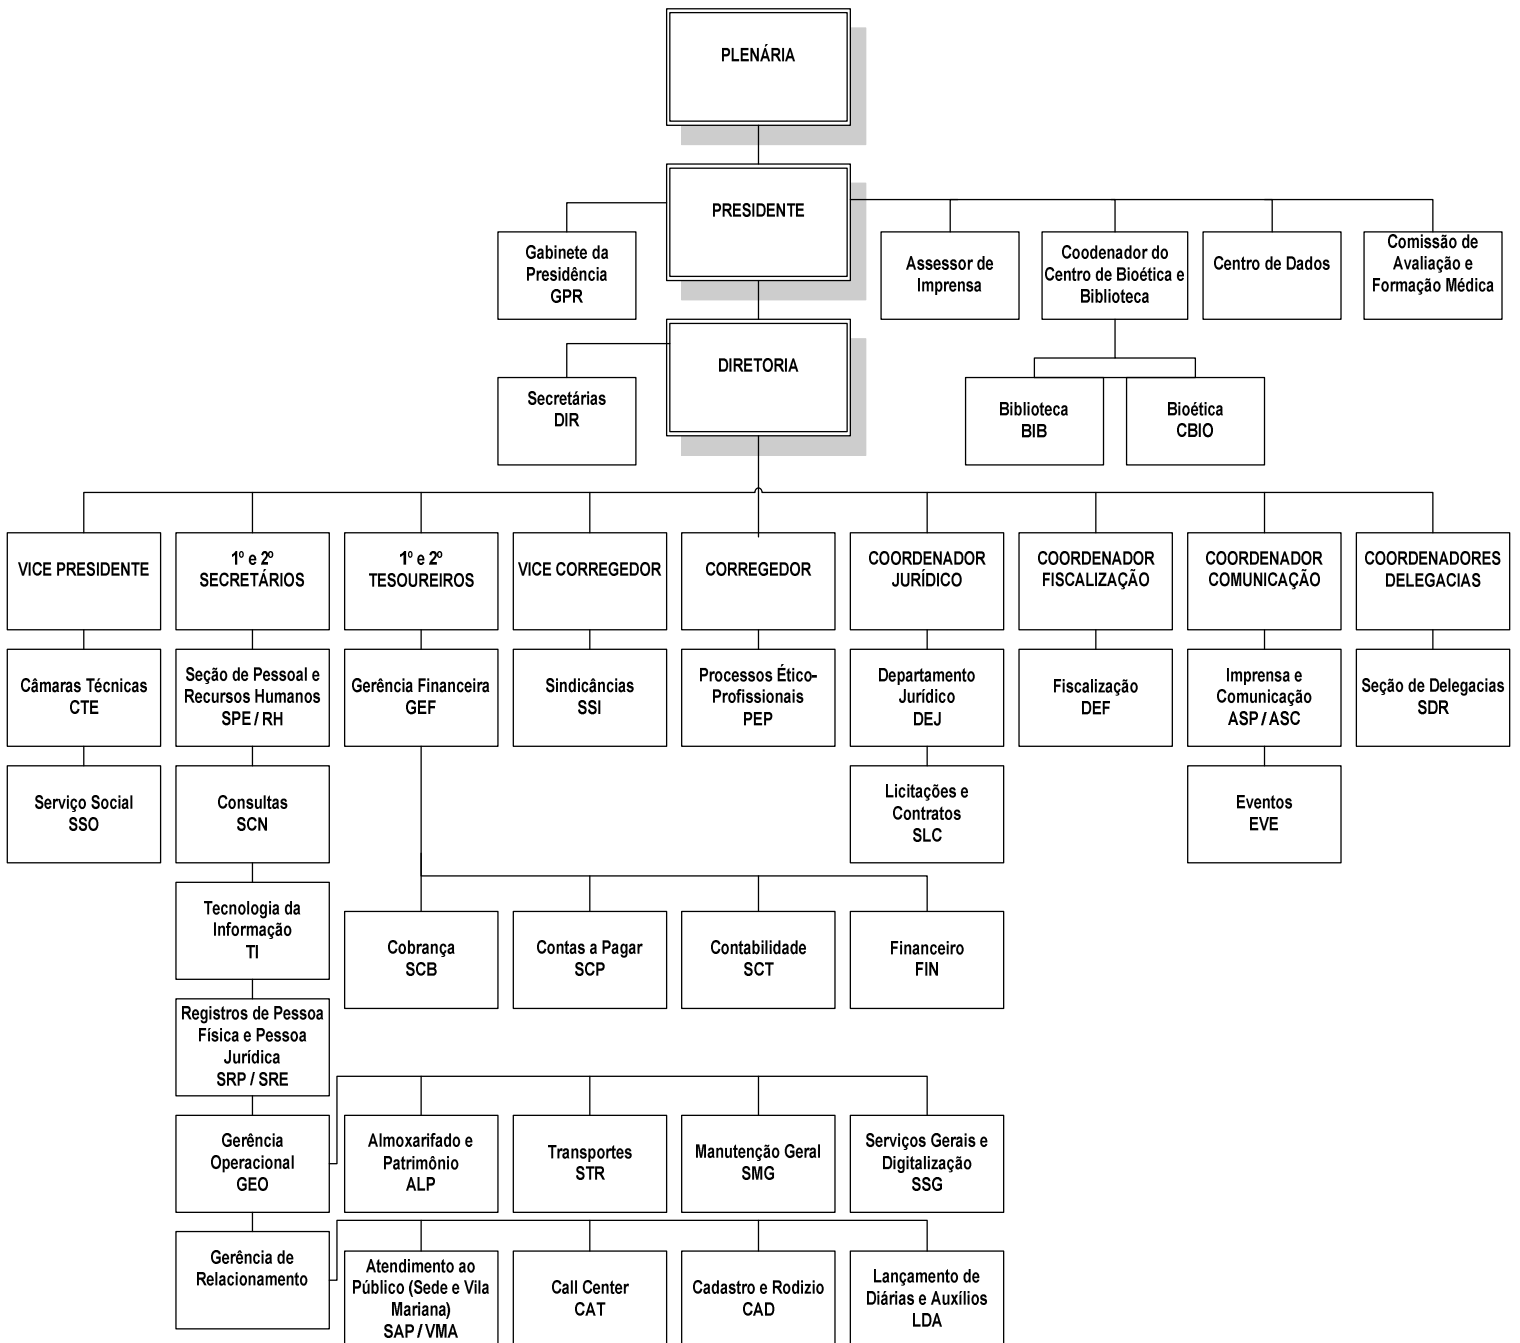 PLENÁRIA
PRESIDENTE
Gabinete da
Presidência
GPR
Assessor de
Imprensa
Coodenador do
Centro de Bioética e
Biblioteca
Centro de Dados
Comissão de
Avaliação e
Formação Médica
DIRETORIA
Secretárias
DIR
Biblioteca
BIB
Bioética
CBIO
VICE PRESIDENTE
1º e 2º
SECRETÁRIOS
1º e 2º
TESOUREIROS
VICE CORREGEDOR
CORREGEDOR
COORDENADOR
JURÍDICO
COORDENADOR
FISCALIZAÇÃO
COORDENADOR
COMUNICAÇÃO
COORDENADORES
DELEGACIAS
Câmaras Técnicas
CTE
Seção de Pessoal e
Recursos Humanos
SPE / RH
Gerência Financeira
GEF
Sindicâncias
SSI
Processos Ético-
Profissionais
PEP
Departamento
Jurídico
DEJ
Fiscalização
DEF
Imprensa e
Comunicação
ASP / ASC
Seção de Delegacias
SDR
Serviço Social
SSO
Consultas
SCN
Licitações e
Contratos
SLC
Eventos
EVE
Tecnologia da
Informação
TI
Cobrança
SCB
Contas a Pagar
SCP
Contabilidade
SCT
Financeiro
FIN
Registros de Pessoa
Física e Pessoa
Jurídica
SRP / SRE
Gerência
Operacional
GEO
Almoxarifado e
Patrimônio
ALP
Transportes
STR
Manutenção Geral
SMG
Serviços Gerais e
Digitalização
SSG
Gerência de
Relacionamento
Atendimento ao
Público (Sede e Vila
Mariana)
SAP / VMA
Call Center
CAT
Cadastro e Rodizio
CAD
Lançamento de
Diárias e Auxílios
LDA